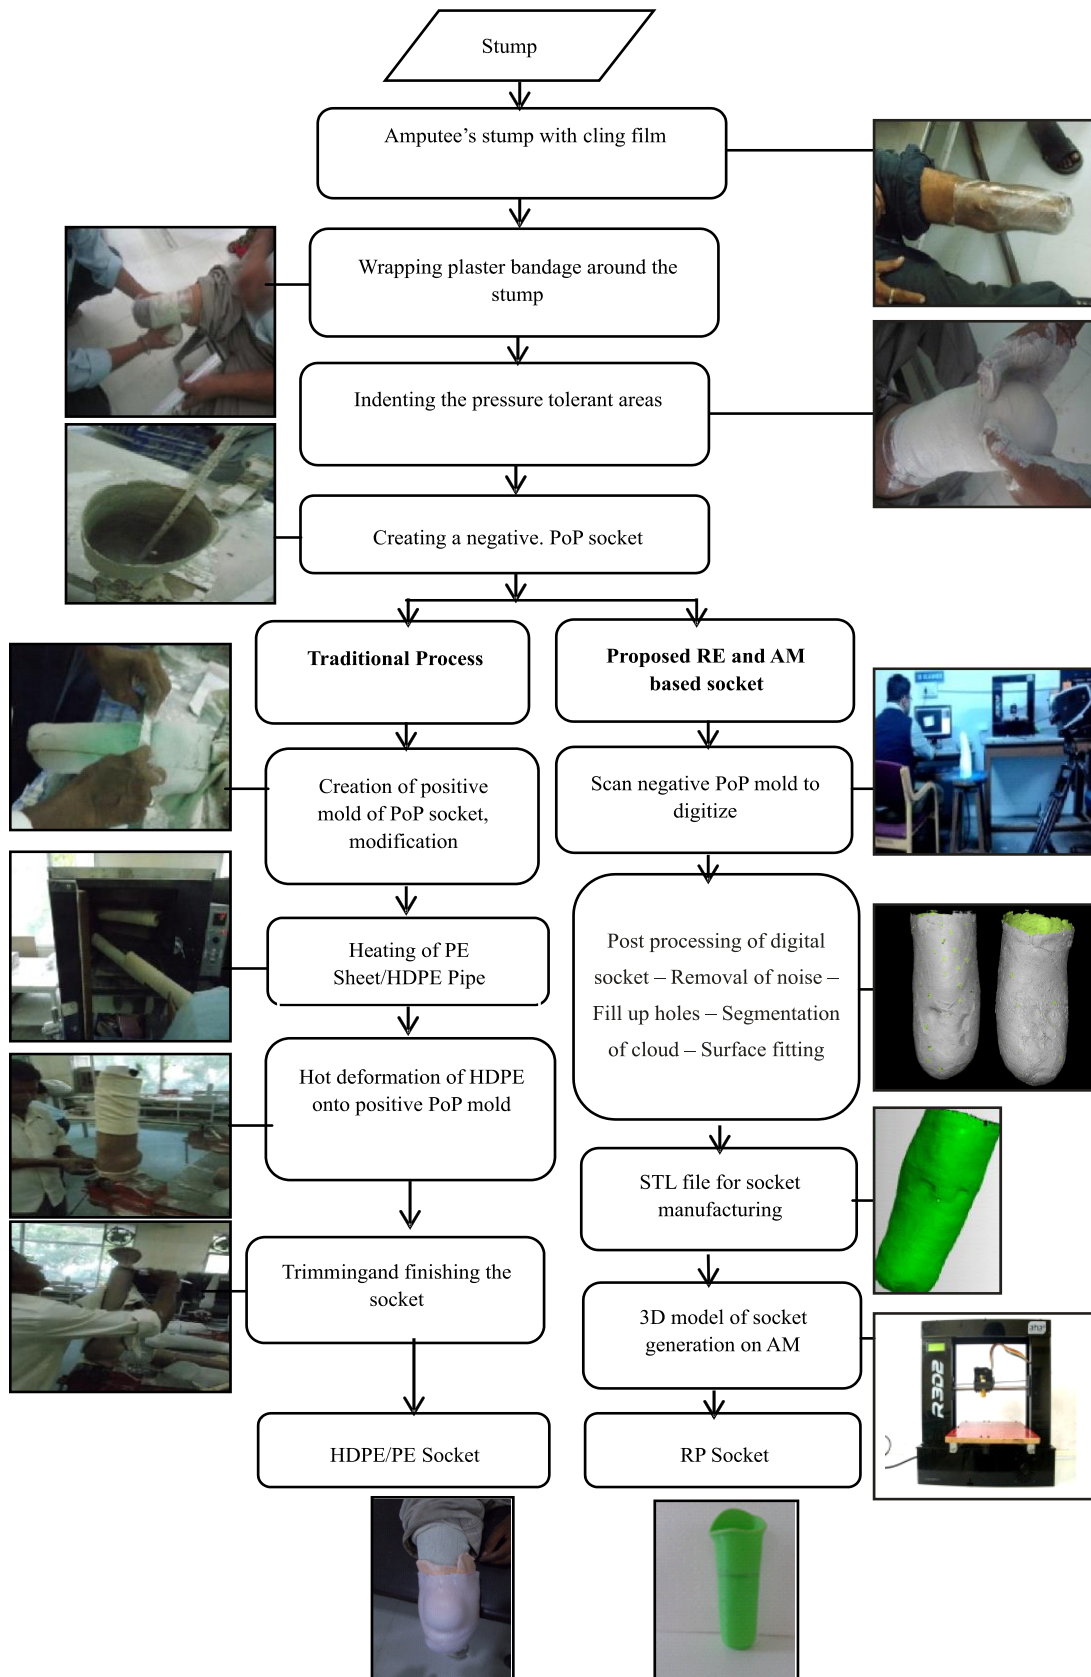 Stump
Amputee's stump with cling film
Wrapping plaster bandage around the
stump
Indenting the pressure tolerant areas
Creating a negative. PoP socket
Traditional Process
Proposed RE and AM
based socket
Creation of positive
mold of PoP socket,
modification
Scan negative PoP mold to
digitize
Heating of PE
Sheet/HDPE Pipe
Post processing of digital
socket – Removal of noise –
Fill up holes – Segmentation
of cloud – Surface fitting
Hot deformation of HDPE
onto positive PoP mold
STL file for socket
manufacturing
Trimmingand finishing the
socket
3D model of socket
generation on AM
R3D2
HDPE/PE Socket
RP Socket